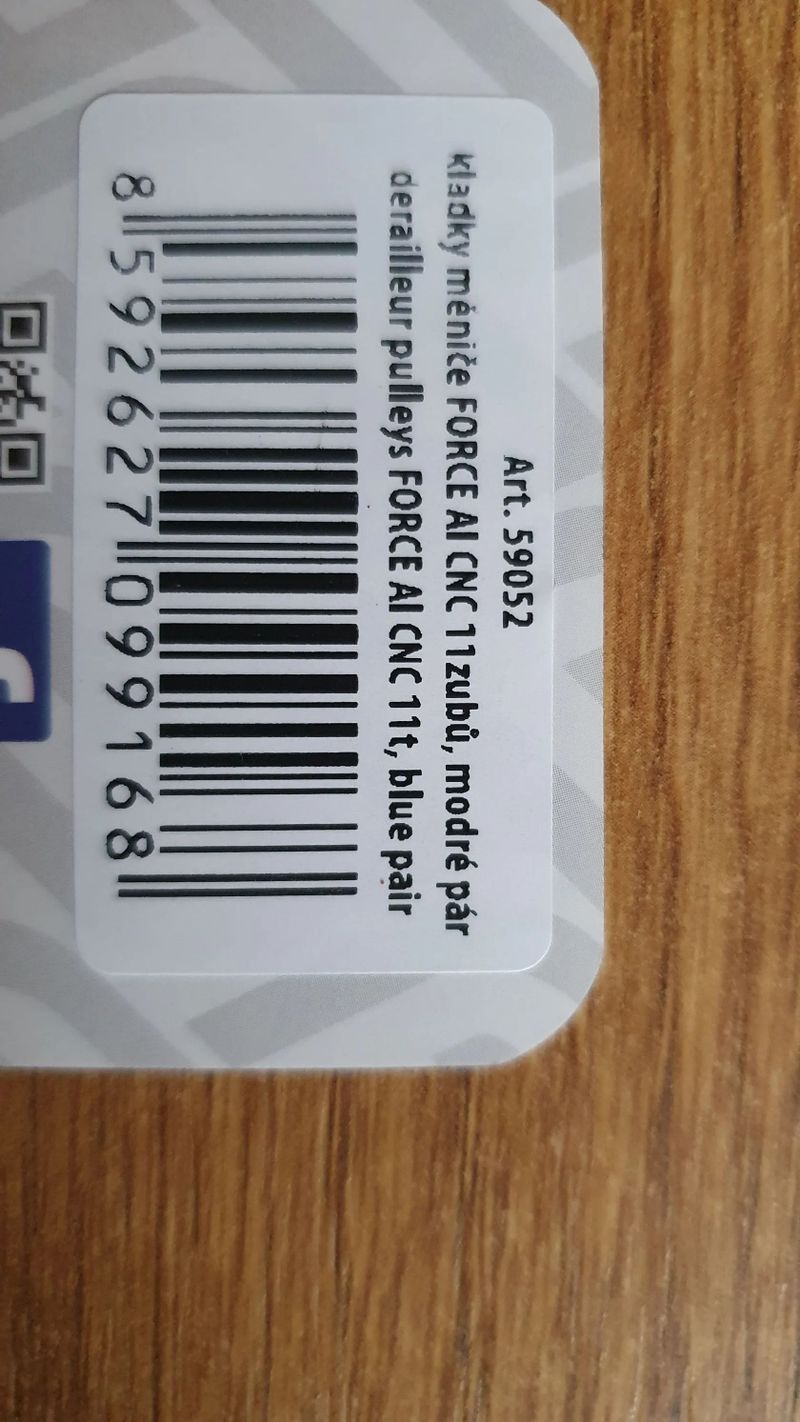 Art. 59052
kladky měniče FORCE Al CNC 11zubů, modré pár
derailleur pulleys FORCE Al CNC 11t, blue pair
8 592627 099168